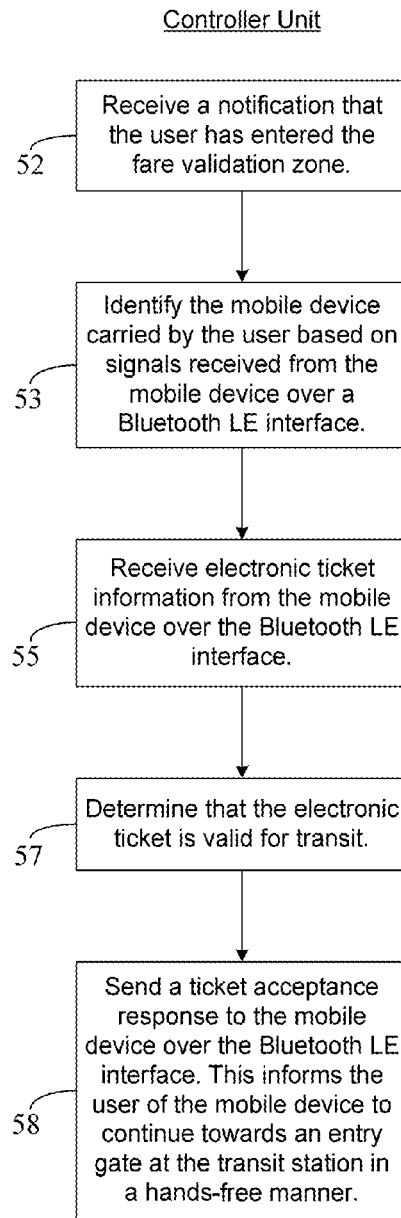 Controller Unit
Receive a notification that
the user has entered the
fare validation zone.
52
Identify the mobile device
carried by the user based on
signals received from the
mobile device over a
Bluetooth LE interface.
53
Receive electronic ticket
information from the mobile
device over the Bluetooth LE
interface.
55
Determine that the electronic
ticket is valid for transit.
57
Send a ticket acceptance
response to the mobile
device over the Bluetooth LE
interface. This informs the
user of the mobile device to
continue towards an entry
gate at the transit station in
a hands-free manner.
58